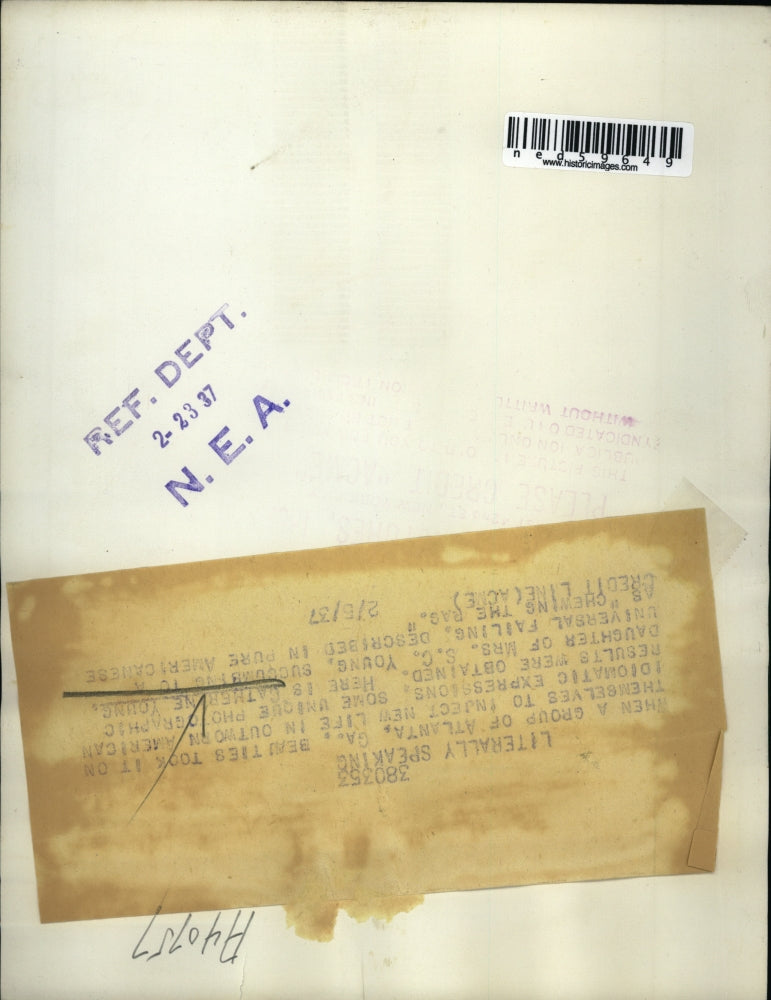 ned59649
www.historicimages.com
REF. DEPT.
2-23 37
N. E. A.
A40757
380353
LITERALLY SPEAKING
WHEN A GROUP OF ATLANTA, GA., BEAUTIES TOOK IT ON
THEMSELVES TO INJECT NEW LIFE IN OUTWORN AMERICAN
IDIOMATIC EXPRESSIONS, SOME UNIQUE PHOTOGRAPHIC
RESULTS WERE OBTAINED. HERE IS CATHERINE YOUNG,
DAUGHTER OF MRS. S.C. YOUNG, SUCCUMBING TO A
UNIVERSAL FAILING, DESCRIBED IN PURE AMERICANESE
AS "CHEWING THE RAG."
CREDIT LINE(ACME) 2/5/37
PLEASE CREDIT "ACME"
WITHOUT